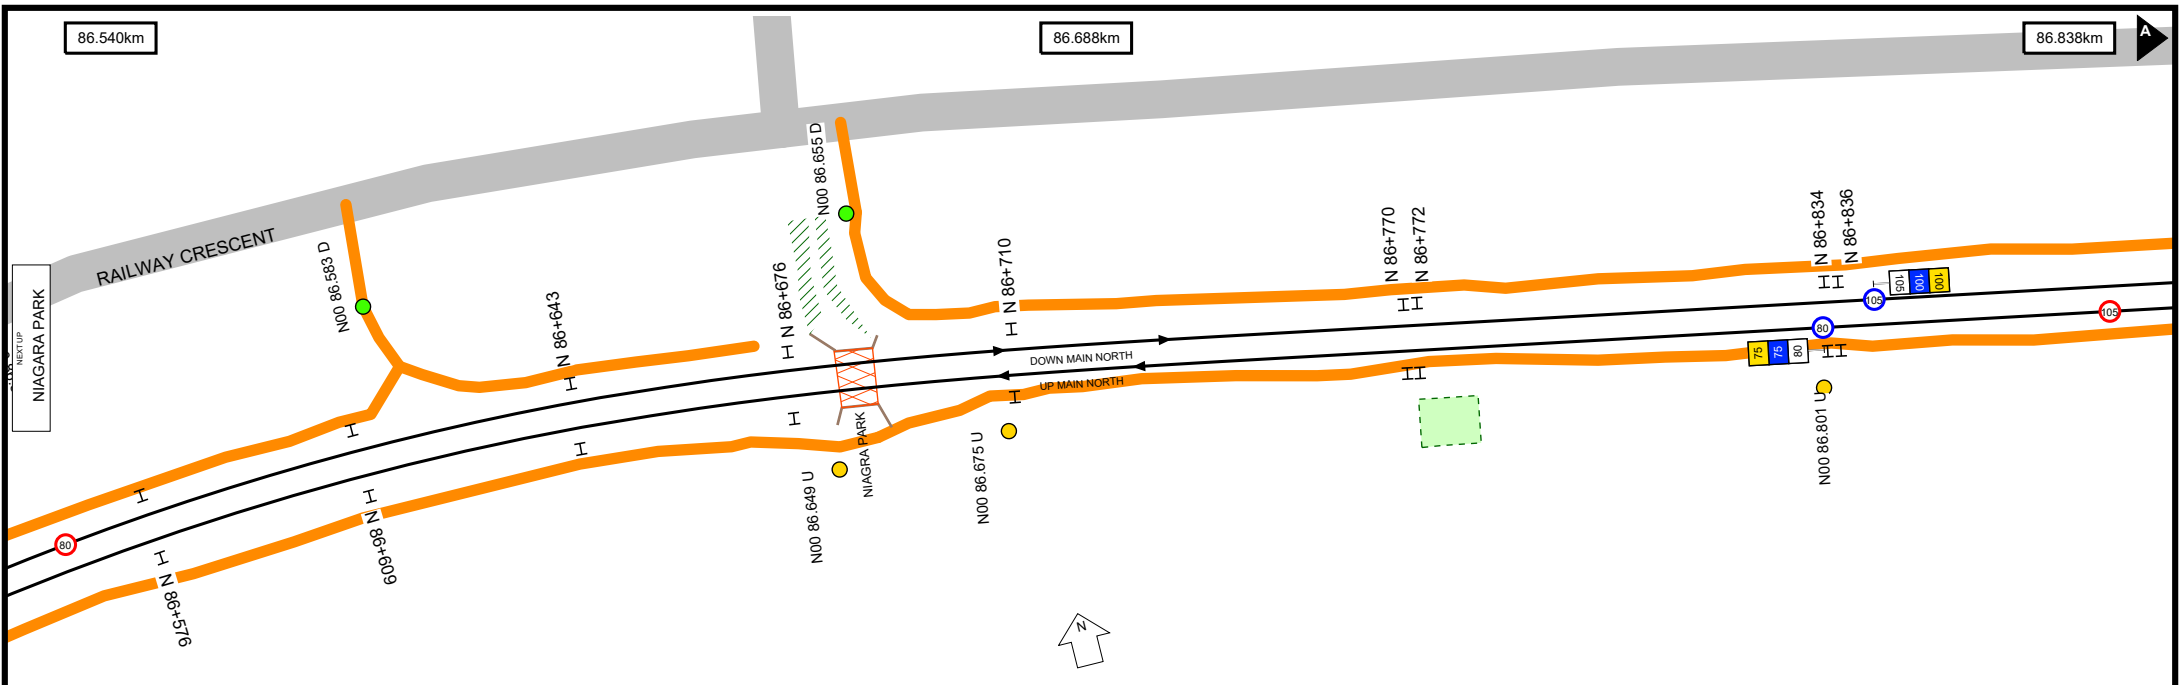 86.540km
86.688km
86.838km
A
RAILWAY CRESCENT
NEXT UP
NIAGARA PARK
N00 86.583 D
N00 86.655 D
N 86+643
N 86+676
N 86+710
N 86+770
N 86+772
N 86+834
N 86+836
105
100
100
105
80
105
75
75
80
DOWN MAIN NORTH
UP MAIN NORTH
NIAGRA PARK
N00 86.649 U
N00 86.675 U
N00 86.801 U
80
N 86+576
N 86+609
N